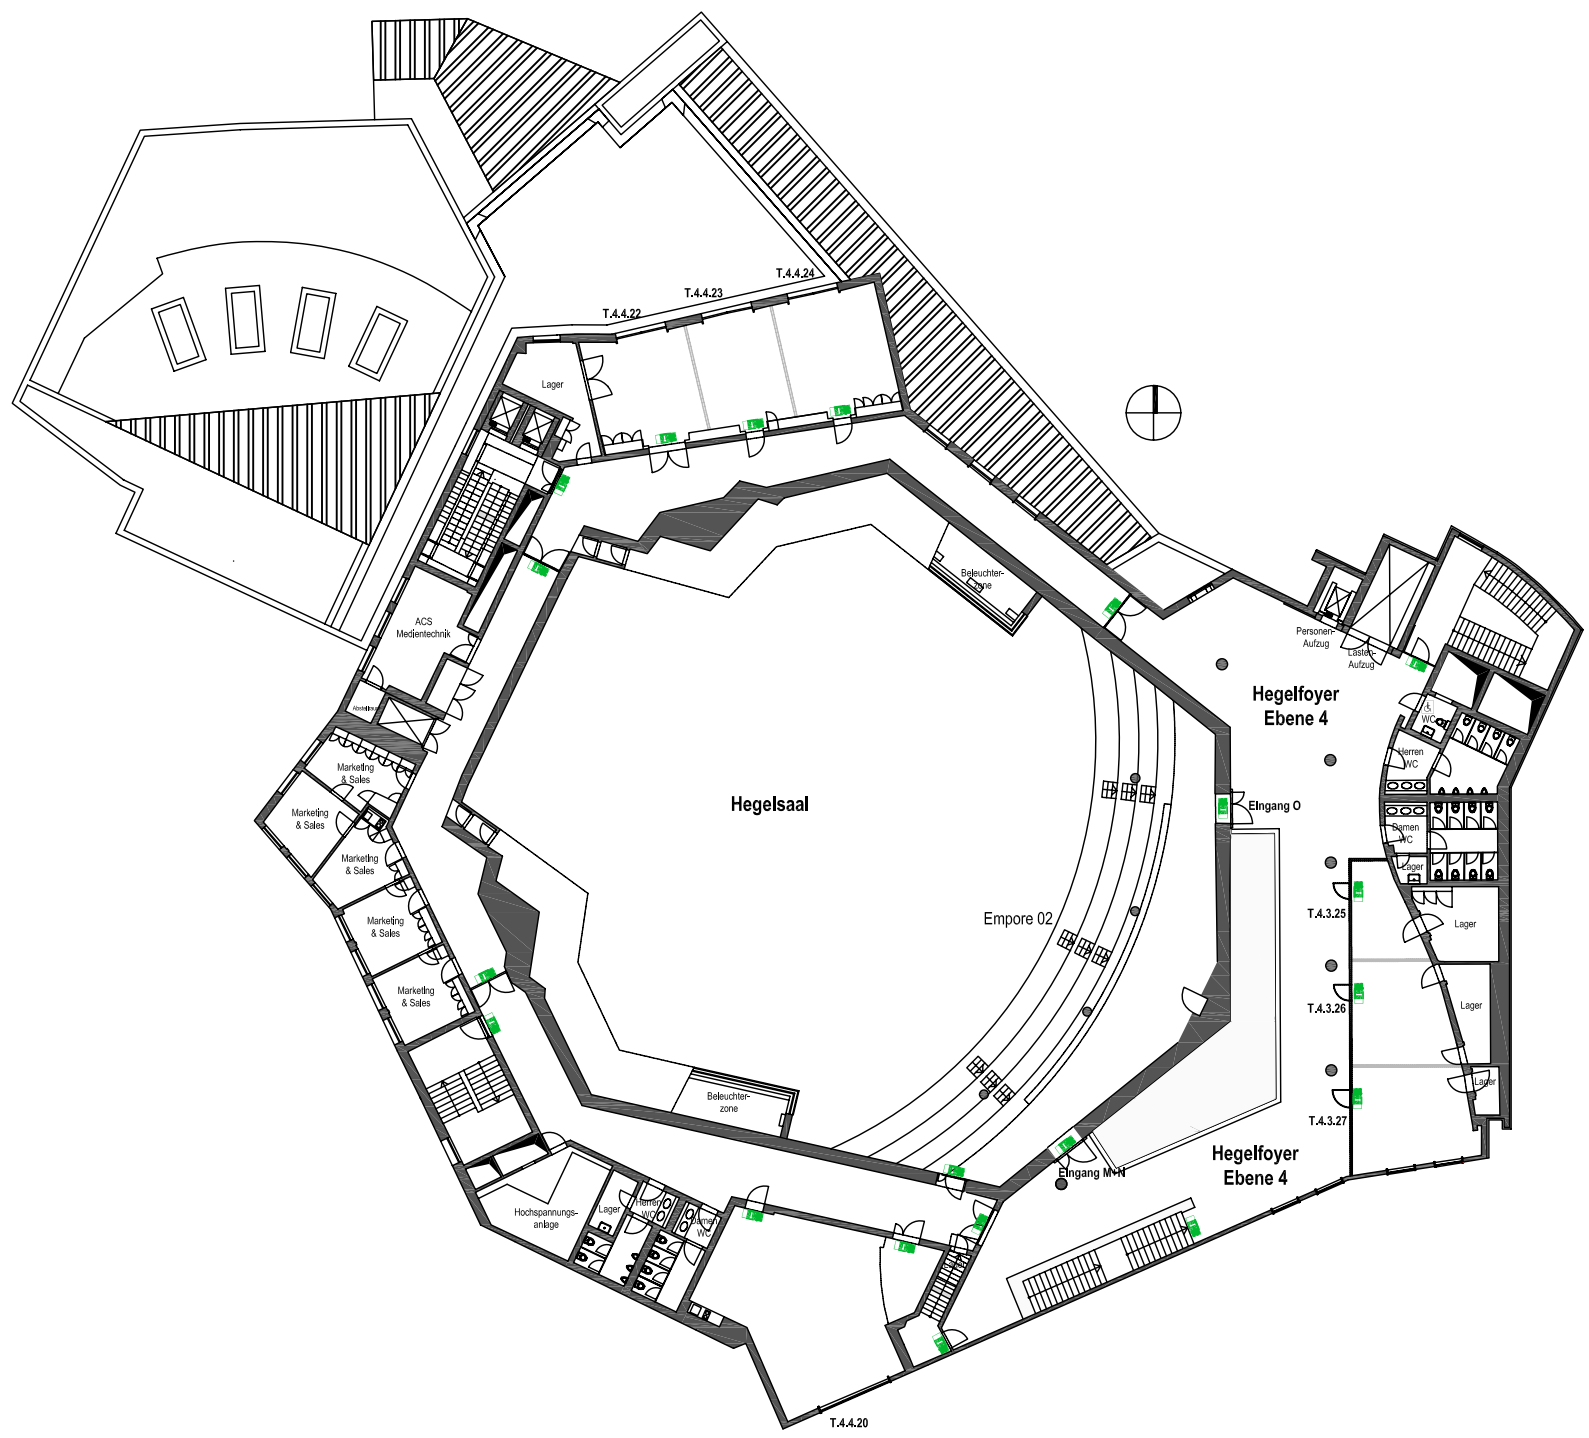 T.4.4.24
T.4.4.23
T.4.4.22
Lager
Beleuchter-
zone
ACS
Medientechnik
Abstellraum
Personen-
Aufzug
Lasten-
Aufzug
Hegelfoyer
Ebene 4
WC
Herren
WC
Marketing
& Sales
Marketing
& Sales
Marketing
& Sales
Marketing
& Sales
Marketing
& Sales
Hegelsaal
Eingang O
Damen
WC
Lager
Empore 02
T.4.3.25
Lager
T.4.3.26
Lager
Lager
T.4.3.27
Beleuchter-
zone
Hegelfoyer
Ebene 4
Eingang M+N
Hochspannungs-
anlage
Lager
Herren
WC
Damen
WC
Lager
T.4.4.20